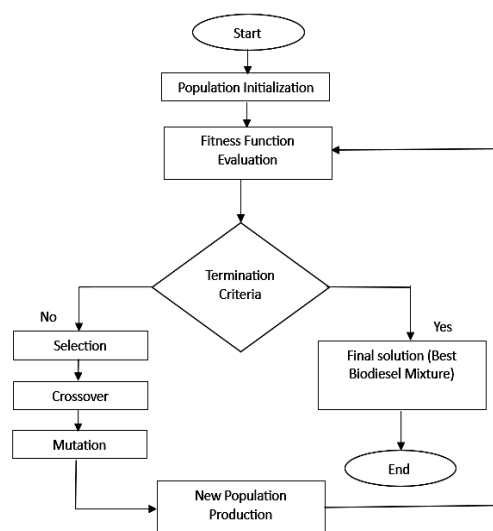 Start
Population Initialization
Fitness Function
Evaluation
Termination
Criteria
No
Yes
Selection
Crossover
Mutation
Final solution (Best
Biodiesel Mixture)
End
New Population
Production